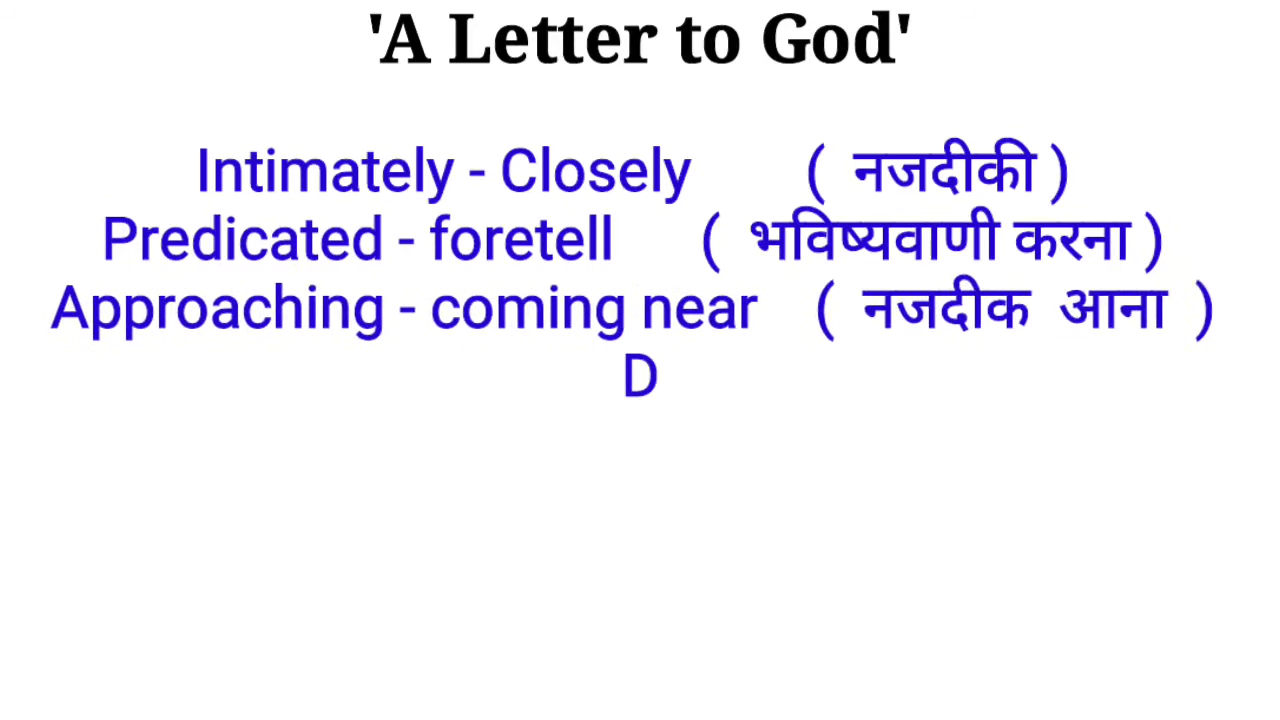 'A Letter to God'
Intimately - Closely ( नजदीकी )
Predicated - foretell ( भविष्यवाणी करना )
Approaching - coming near ( नजदीक आना )
D